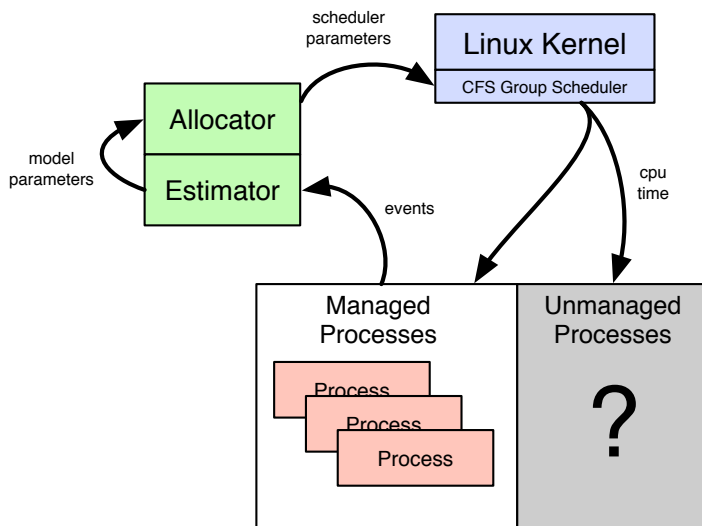 scheduler
parameters
Linux Kernel
CFS Group Scheduler
Allocator
model
parameters
Estimator
cpu
time
events
Managed
Processes
Unmanaged
Processes
Process
Process
Process
?